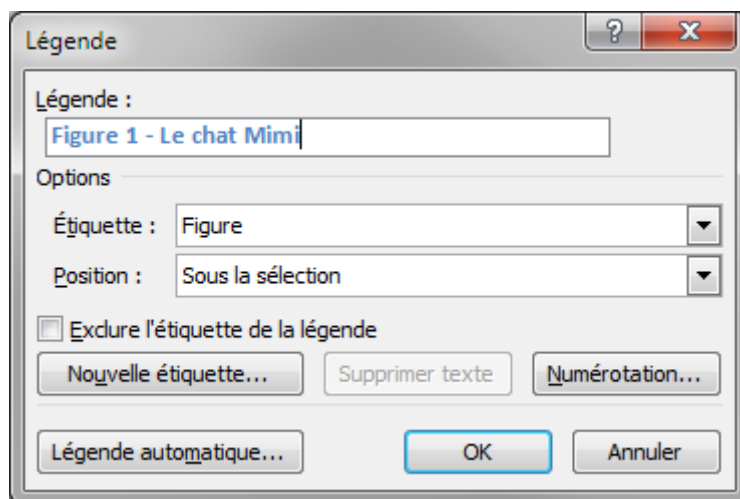 Légende
Légende :
Figure 1 - Le chat Mimi
Options
Étiquette : Figure
Position : Sous la sélection
Exclure l'étiquette de la légende
Nouvelle étiquette... Supprimer texte Numérotation...
Légende automatique... OK Annuler